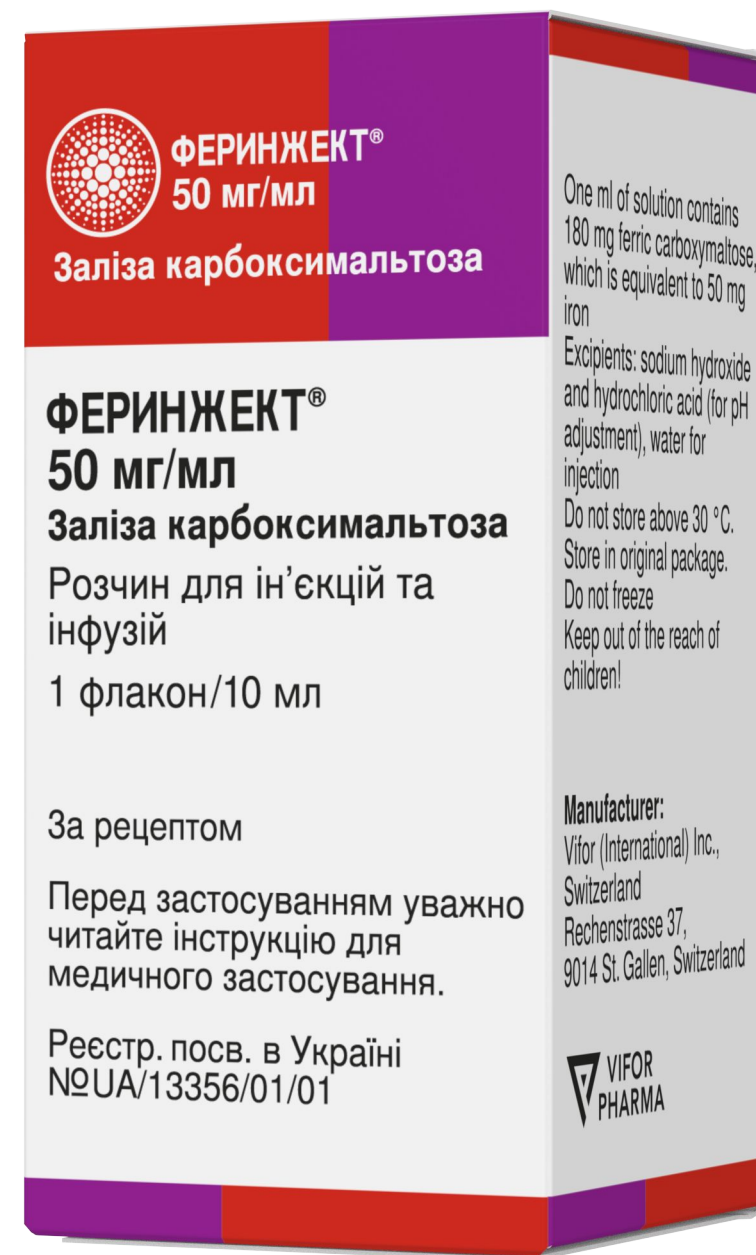 ФЕРИНЖЕКТ®
50 мг/мл
Заліза карбоксимальтоза
ФЕРИНЖЕКТ®
50 мг/мл
Заліза карбоксимальтоза
Розчин для ін’єкцій та
інфузій
1 флакон/10 мл
За рецептом
Перед застосуванням уважно
читайте інструкцію для
медичного застосування.
Реєстр. посв. в Україні
№UA/13356/01/01
One ml of solution contains
180 mg ferric carboxymaltose,
which is equivalent to 50 mg
iron
Excipients: sodium hydroxide
and hydrochloric acid (for pH
adjustment), water for
injection
Do not store above 30 °C.
Store in original package.
Do not freeze
Keep out of the reach of
children!
Manufacturer:
Vifor (International) Inc.,
Switzerland
Rechenstrasse 37,
9014 St. Gallen, Switzerland
VIFOR
PHARMA